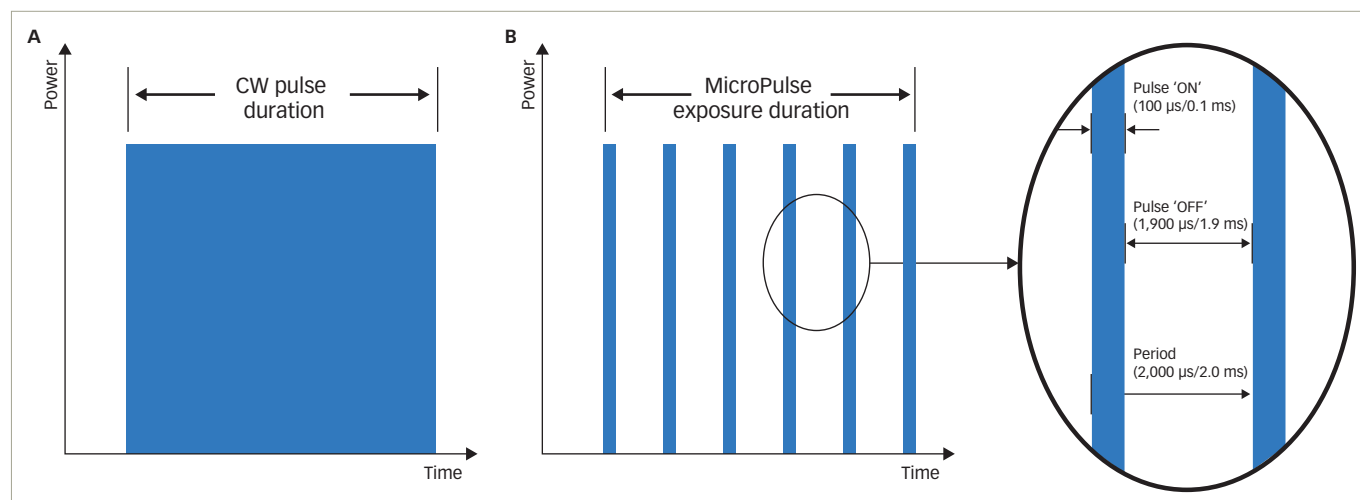 A
Power
CW pulse
duration
Time
B
Power
MicroPulse
exposure duration
Time
Pulse ‘ON’
(100 µs/0.1 ms)
Pulse ‘OFF’
(1,900 µs/1.9 ms)
Period
(2,000 µs/2.0 ms)